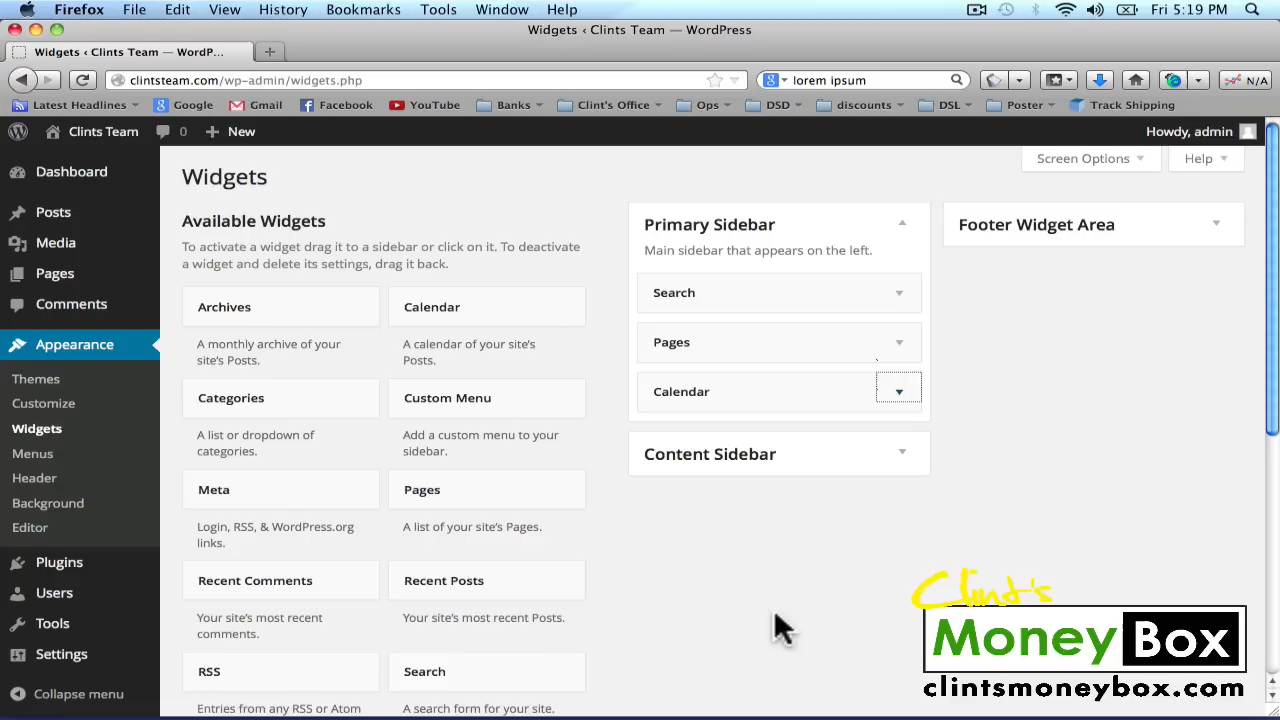 Firefox File Edit View History Bookmarks Tools Window Help Fri 5:19 PM
Widgets ‹ Clints Team — WordPress
Widgets ‹ Clints Team — WordP...
clintsteam.com/wp-admin/widgets.php lorem ipsum N/A
Latest Headlines Google Gmail Facebook YouTube Banks Clint's Office Ops DSD discounts DSL Poster Track Shipping
Clints Team 0 New Howdy, admin
Screen Options Help
Dashboard
Posts
Media
Pages
Comments
Appearance
Themes
Customize
Widgets
Menus
Header
Background
Editor
Plugins
Users
Tools
Settings
Collapse menu
Widgets
Available Widgets
To activate a widget drag it to a sidebar or click on it. To deactivate
a widget and delete its settings, drag it back.
Archives
A monthly archive of your
site's Posts.
Calendar
A calendar of your site's
Posts.
Categories
A list or dropdown of
categories.
Custom Menu
Add a custom menu to your
sidebar.
Meta
Login, RSS, & WordPress.org
links.
Pages
A list of your site's Pages.
Recent Comments
Your site's most recent
comments.
Recent Posts
Your site's most recent Posts.
RSS
Entries from any RSS or Atom
Search
A search form for your site.
Primary Sidebar
Main sidebar that appears on the left.
Search
Pages
Calendar
Content Sidebar
Footer Widget Area
Clint's
MoneyBox
clintsmoneybox.com